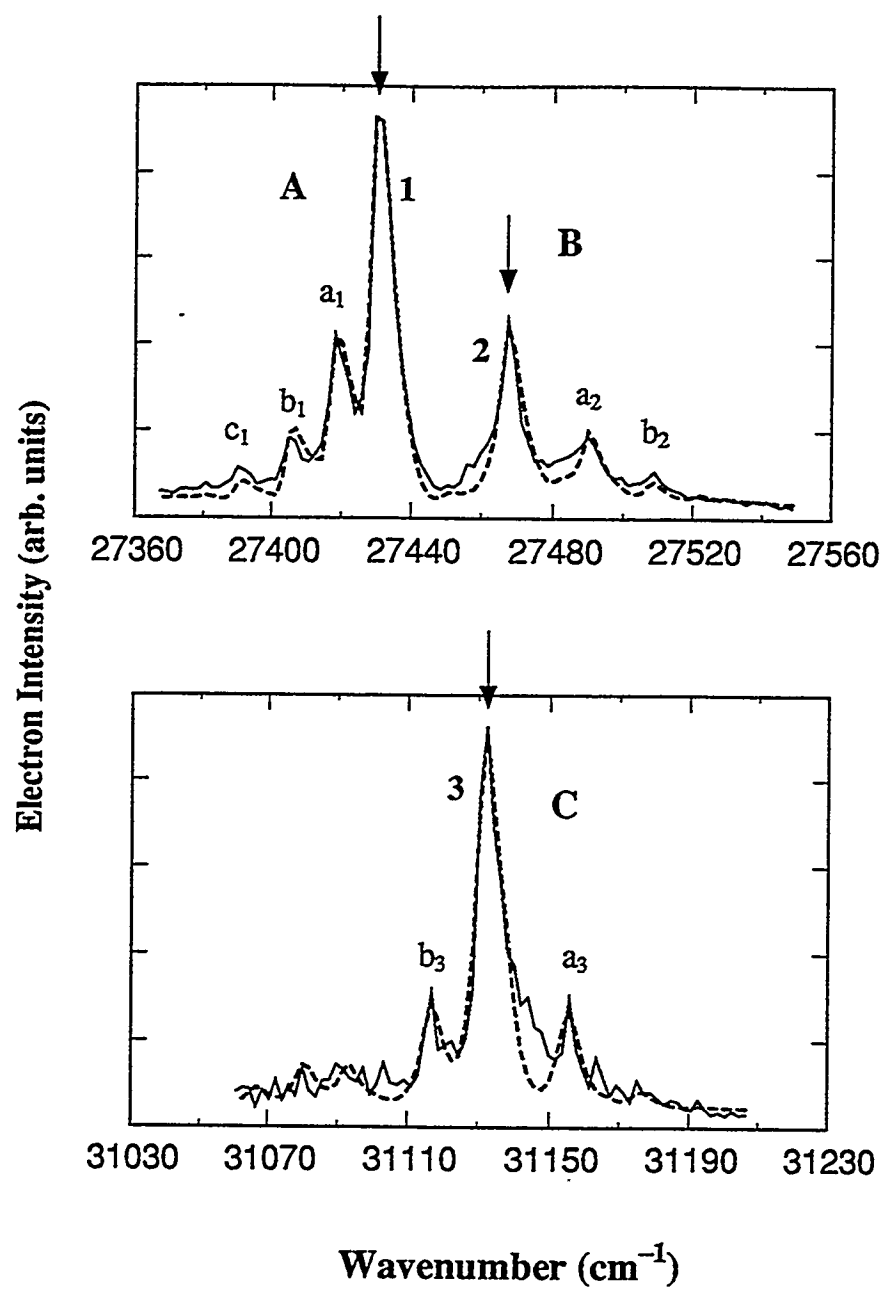 A
1
B
a1
2
a2
b1
b2
c1
27360 27400 27440 27480 27520 27560
Electron Intensity (arb. units)
3
C
b3
a3
31030 31070 31110 31150 31190 31230
Wavenumber (cm⁻¹)